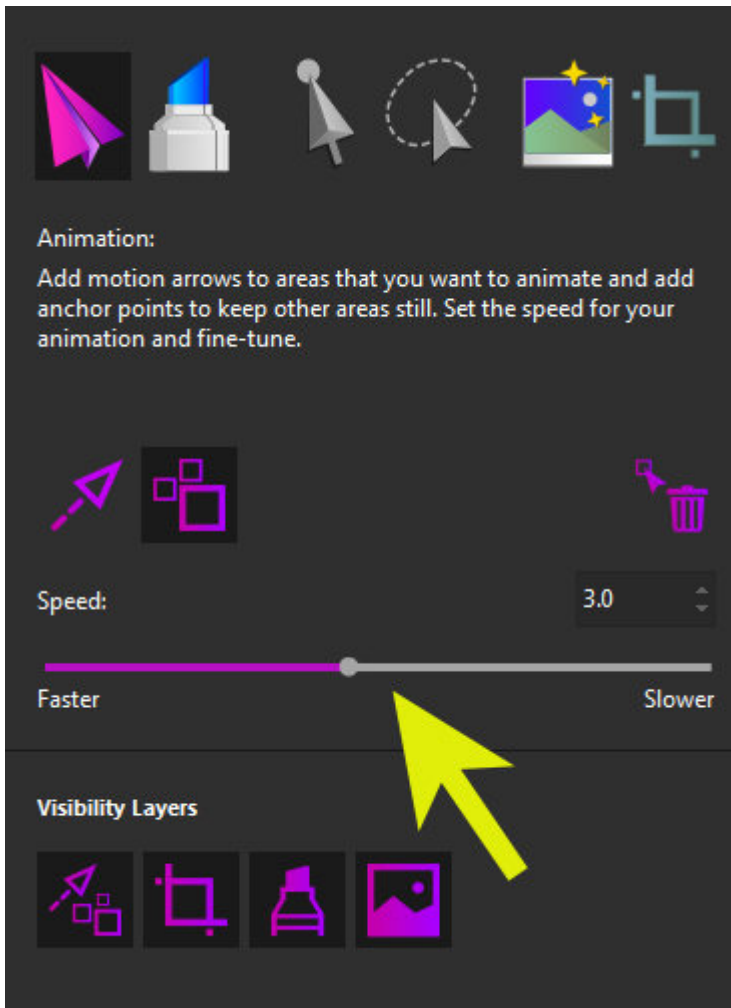 Animation:
Add motion arrows to areas that you want to animate and add
anchor points to keep other areas still. Set the speed for your
animation and fine-tune.
Speed:
3.0
Faster
Slower
Visibility Layers